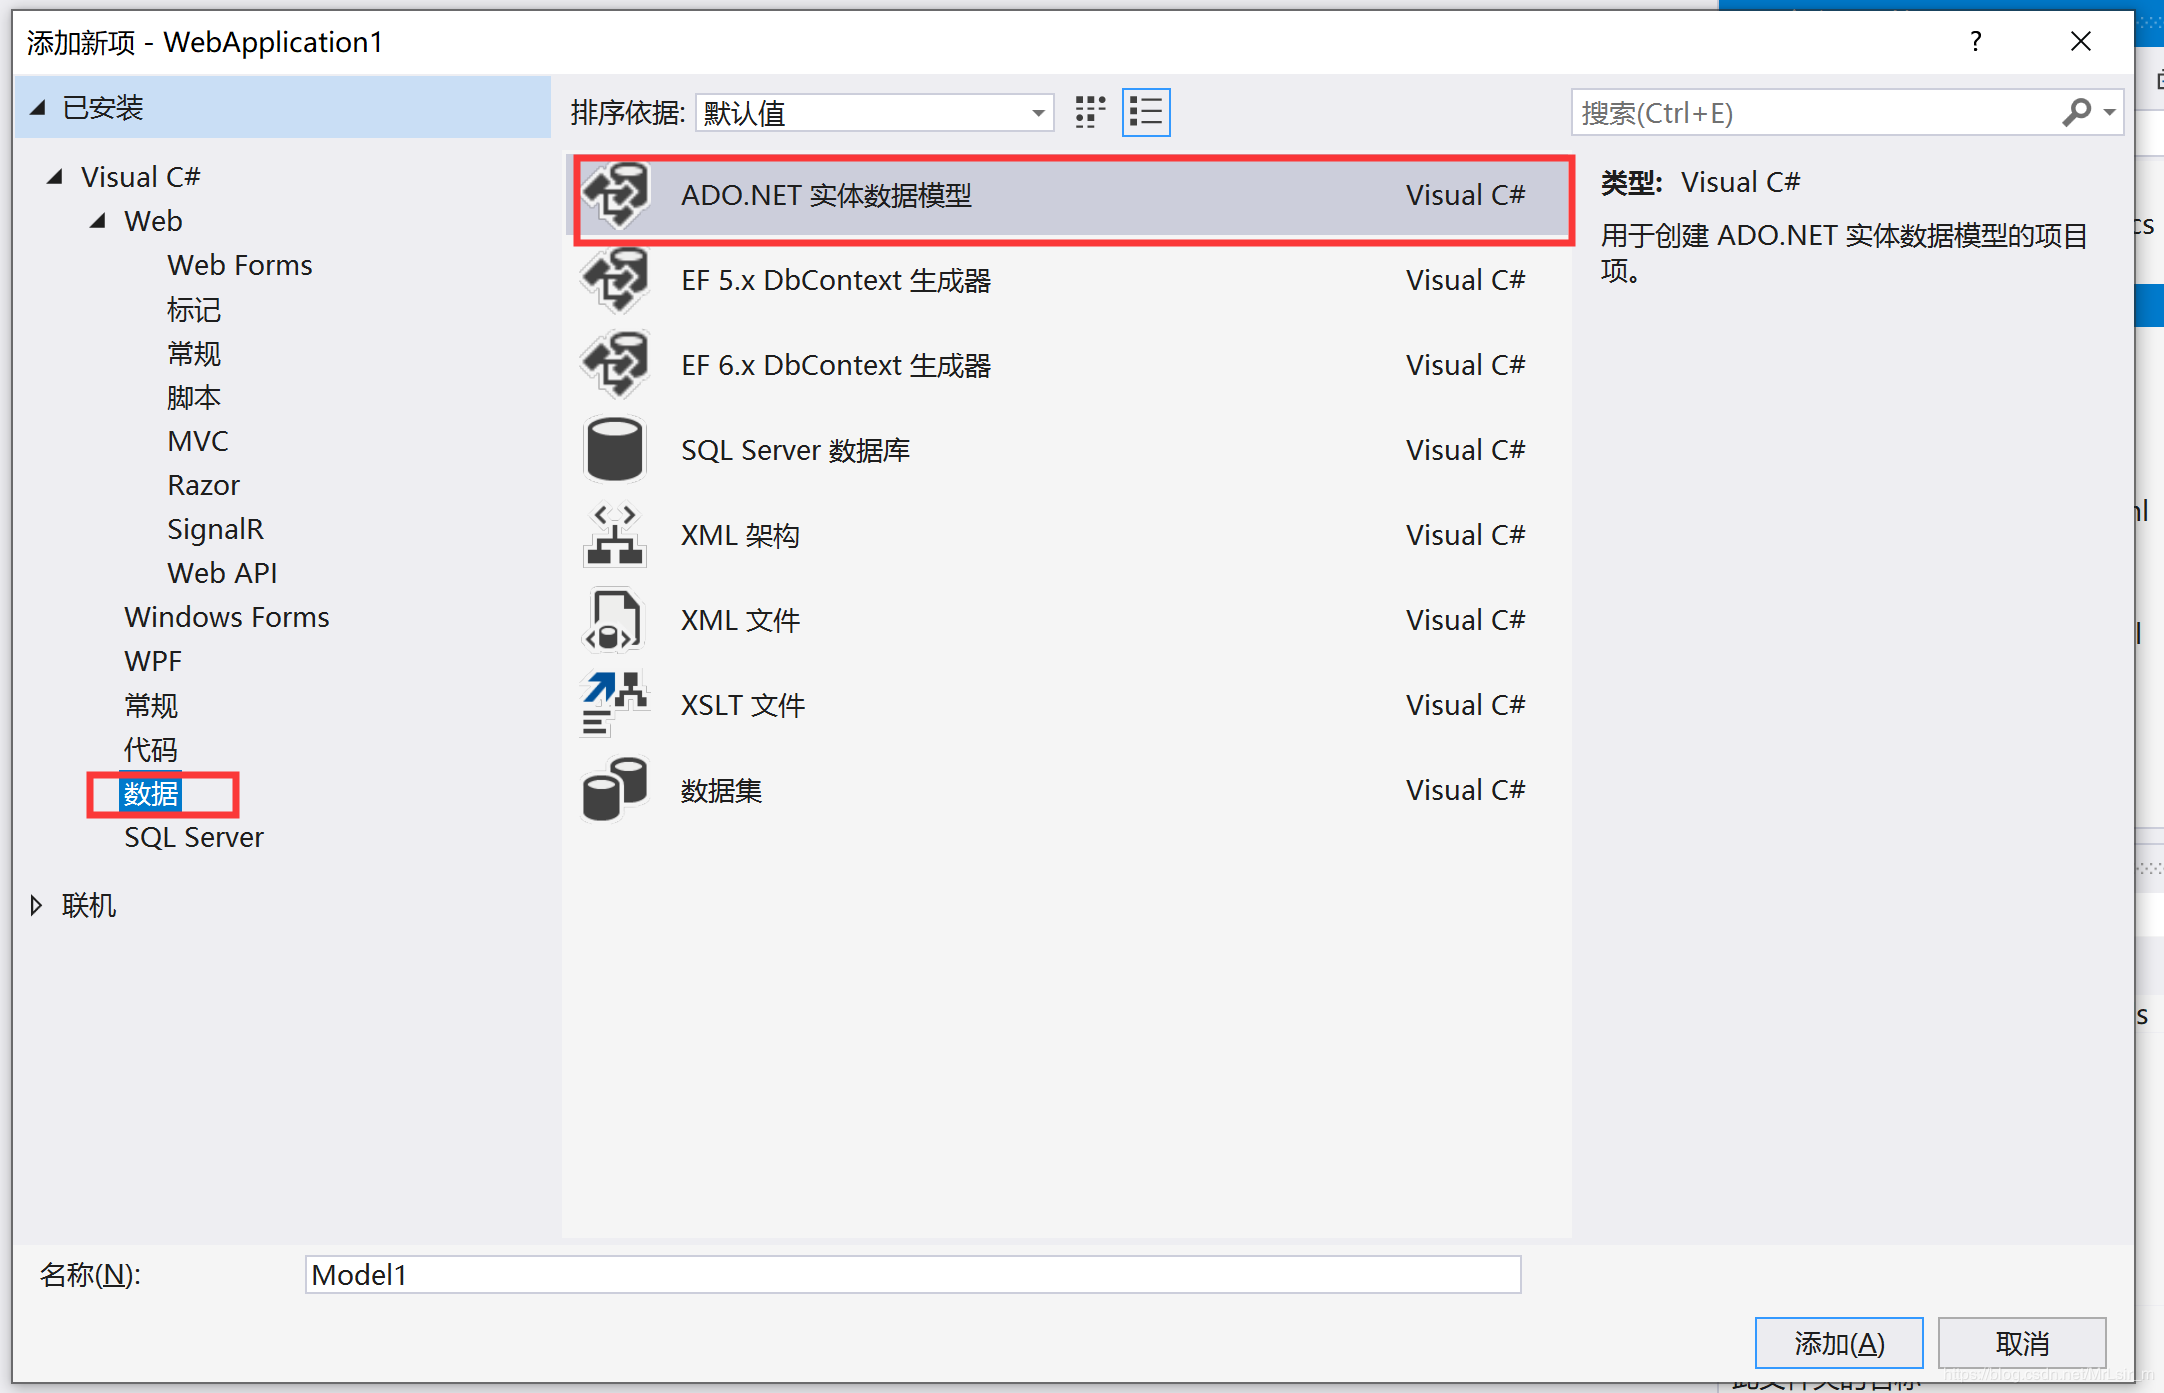 添加新项 - WebApplication1
?
已安装
排序依据: 默认值
搜索(Ctrl+E)
Visual C#
Web
Web Forms
标记
常规
脚本
MVC
Razor
SignalR
Web API
Windows Forms
WPF
常规
代码
数据
SQL Server
联机
ADO.NET 实体数据模型 Visual C#
EF 5.x DbContext 生成器 Visual C#
EF 6.x DbContext 生成器 Visual C#
SQL Server 数据库 Visual C#
XML 架构 Visual C#
XML 文件 Visual C#
XSLT 文件 Visual C#
数据集 Visual C#
类型: Visual C#
用于创建 ADO.NET 实体数据模型的项目
项。
cs
l
s
名称(N):
Model1
添加(A)
取消